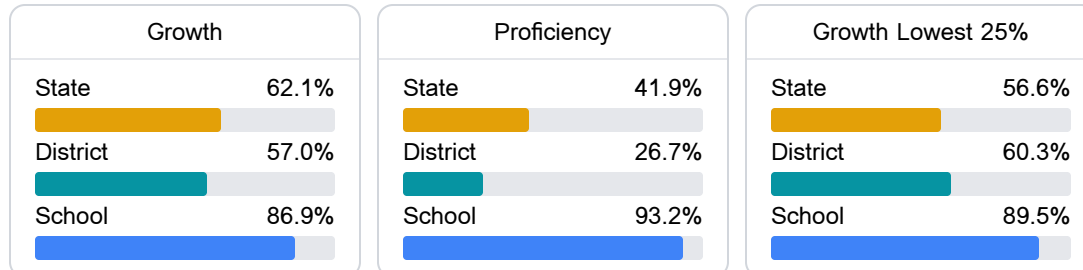 Growth
State 62.1%
District 57.0%
School 86.9%
Proficiency
State 41.9%
District 26.7%
School 93.2%
Growth Lowest 25%
State 56.6%
District 60.3%
School 89.5%